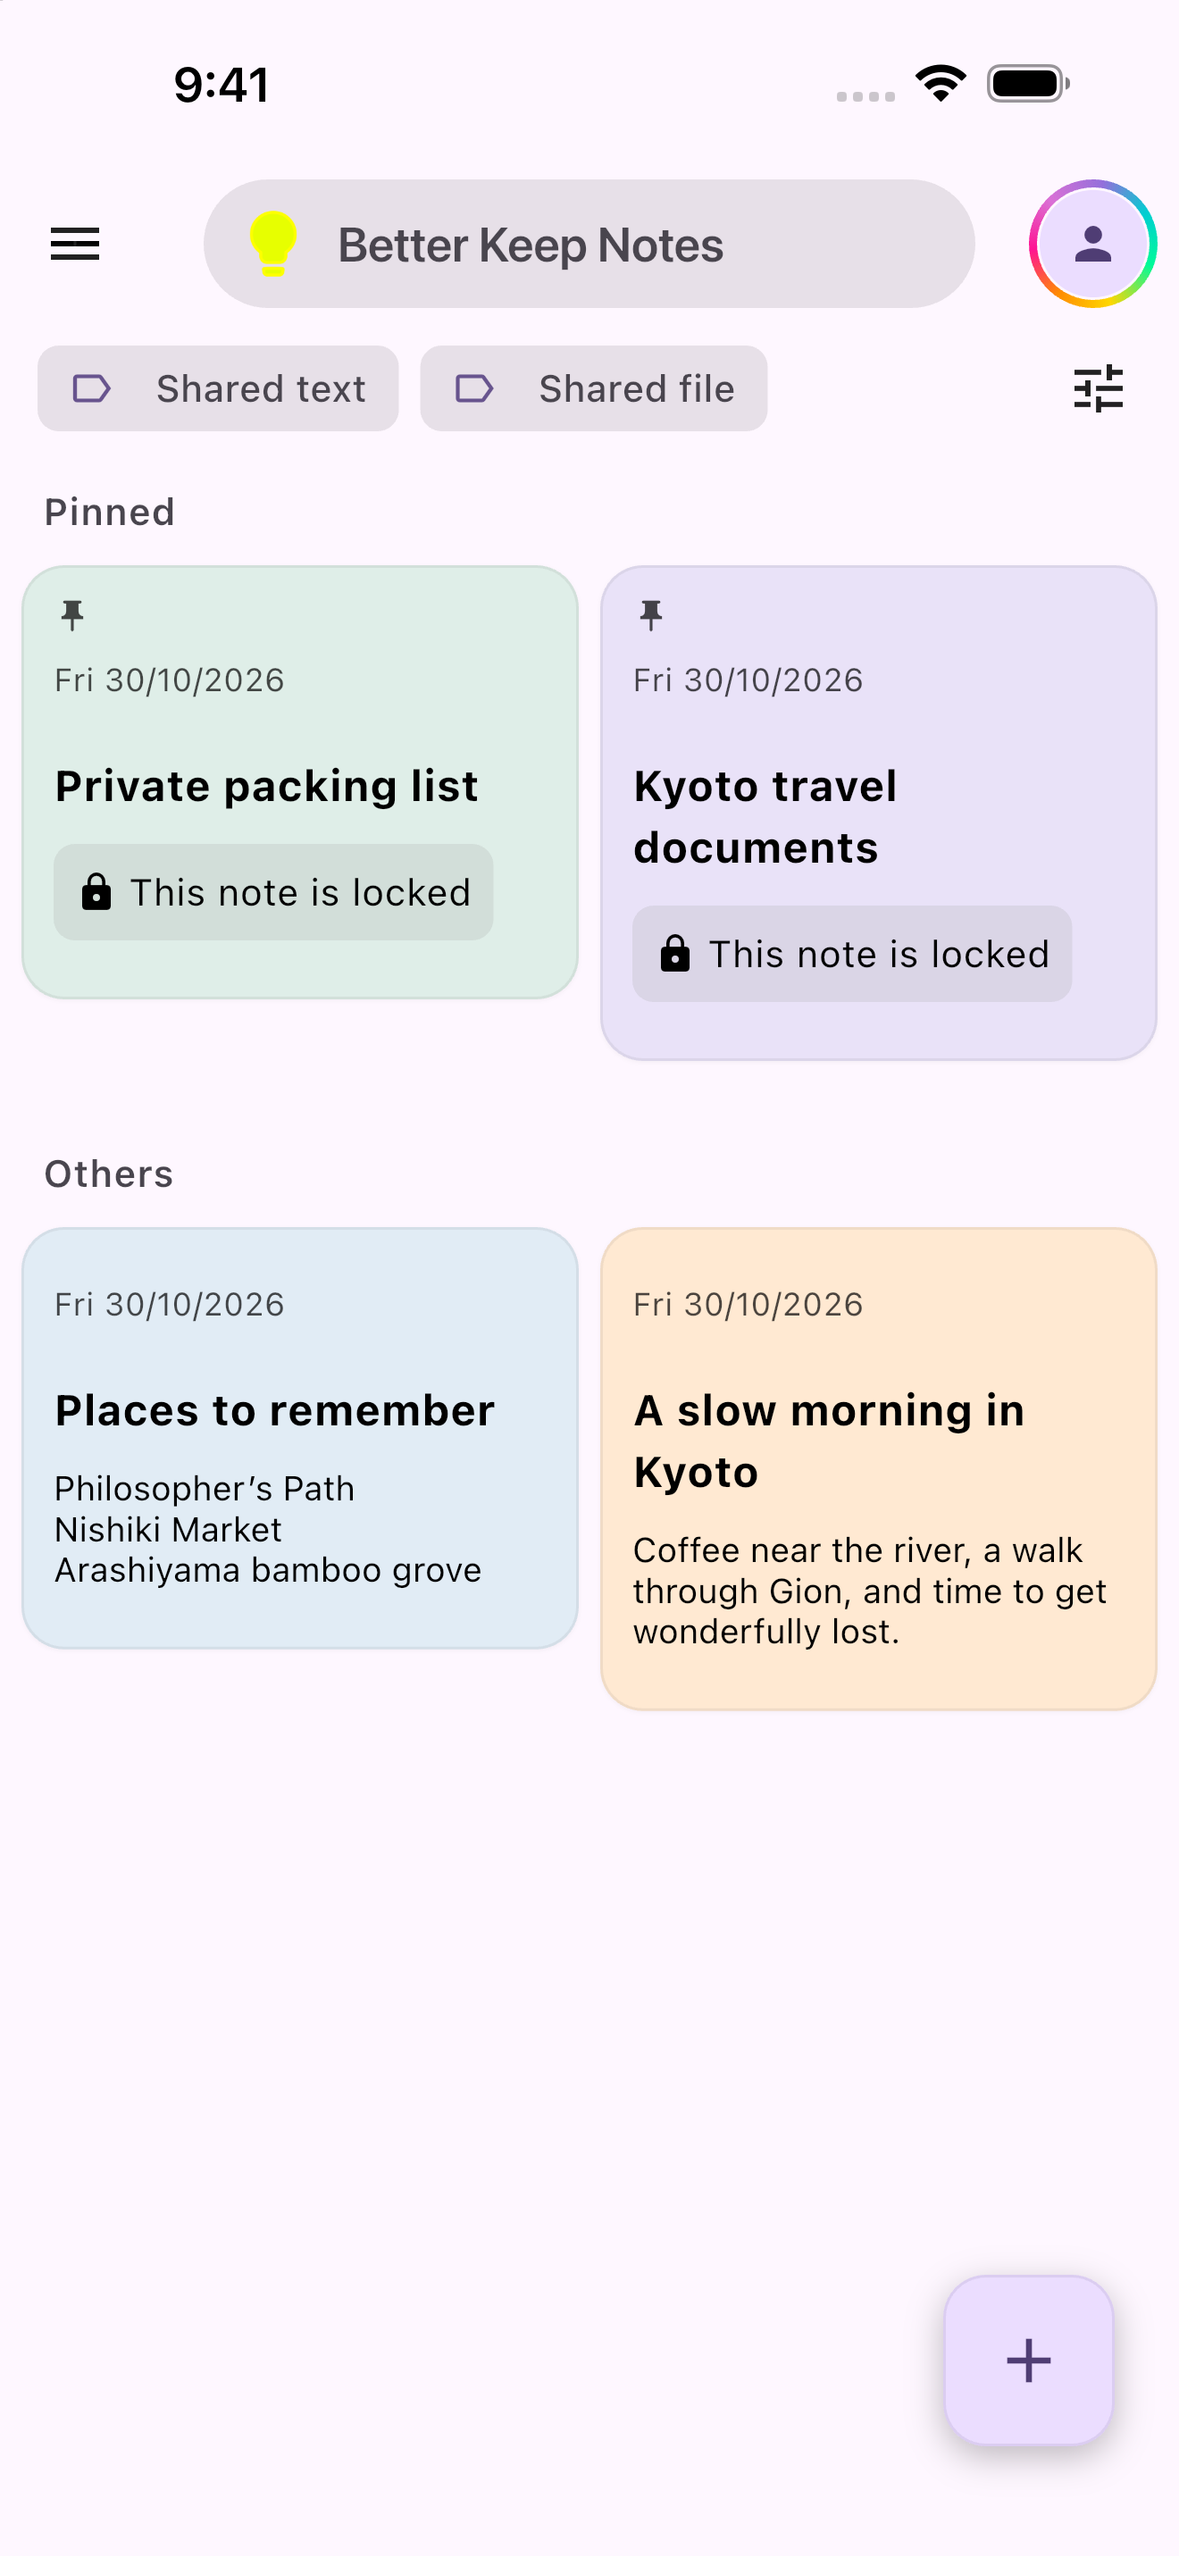 9:41
Better Keep Notes
Shared text
Shared file
Pinned
Fri 30/10/2026
Private packing list
This note is locked
Fri 30/10/2026
Kyoto travel
documents
This note is locked
Others
Fri 30/10/2026
Places to remember
Philosopher’s Path
Nishiki Market
Arashiyama bamboo grove
Fri 30/10/2026
A slow morning in
Kyoto
Coffee near the river, a walk
through Gion, and time to get
wonderfully lost.